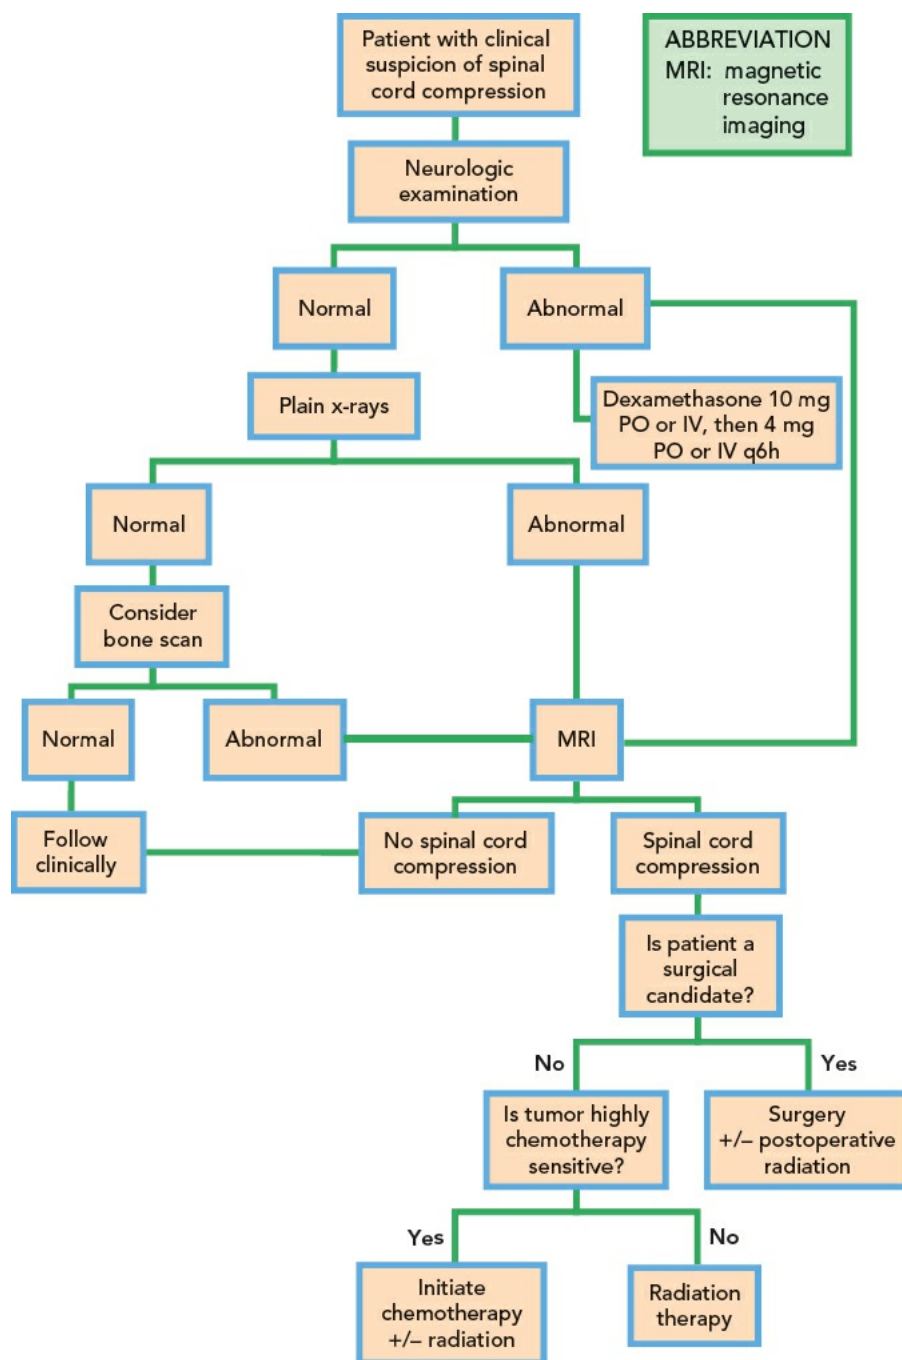 Patient with clinical
suspicion of spinal
cord compression
ABBREVIATION
MRI: magnetic
resonance
imaging
Neurologic
examination
Normal
Abnormal
Plain x-rays
Dexamethasone 10 mg
PO or IV, then 4 mg
PO or IV q6h
Normal
Abnormal
Consider
bone scan
Normal
Abnormal
MRI
Follow
clinically
No spinal cord
compression
Spinal cord
compression
Is patient a
surgical
candidate?
No
Yes
Is tumor highly
chemotherapy
sensitive?
Surgery
+/– postoperative
radiation
Yes
No
Initiate
chemotherapy
+/– radiation
Radiation
therapy